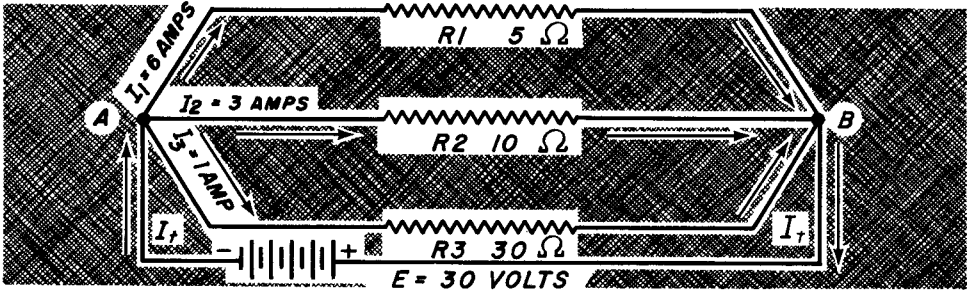 R1 5 Ω
I1=6 AMPS
I2 = 3 AMPS
A
B
R2 10 Ω
I3=1 AMP
It
It
R3 30 Ω
- +
E = 30 VOLTS